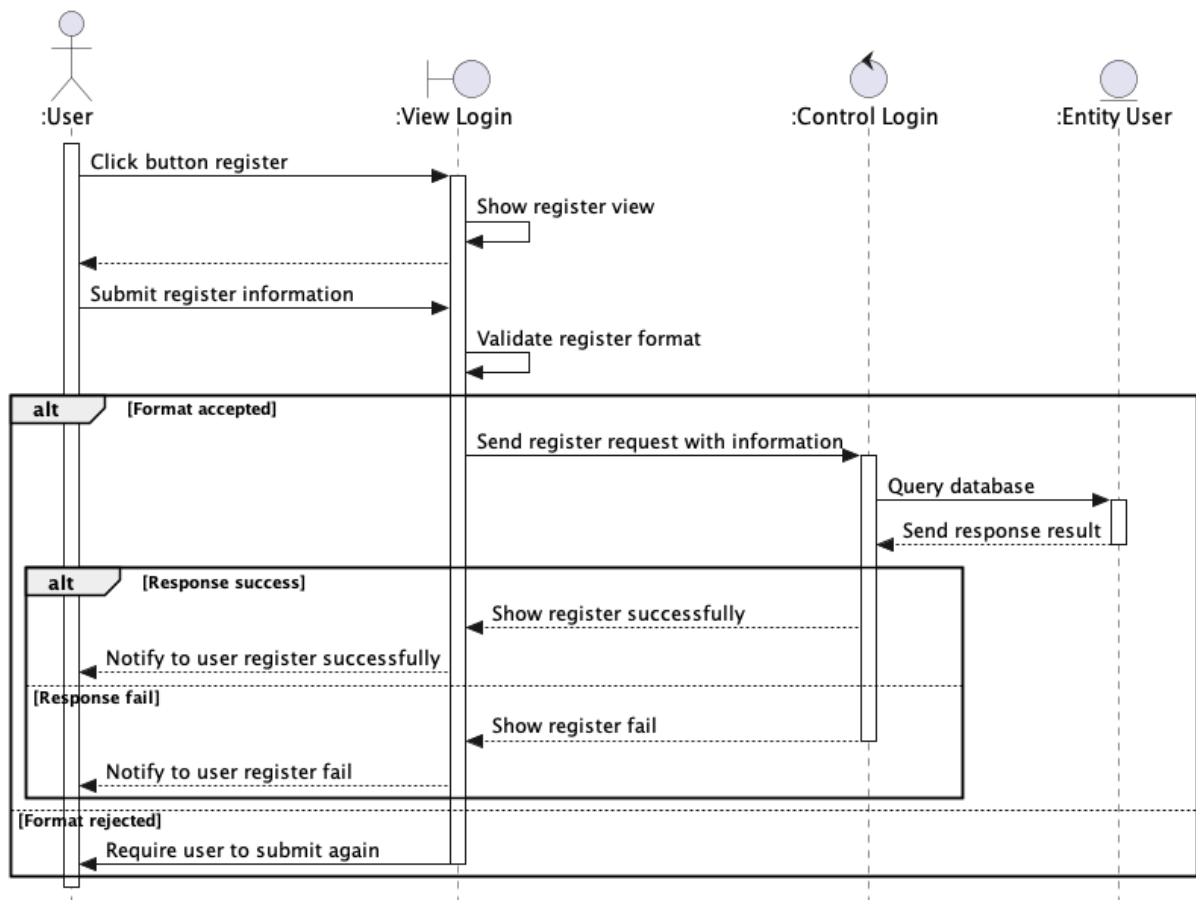 :User
:View Login
:Control Login
:Entity User
Click button register
Show register view
Submit register information
Validate register format
alt [Format accepted]
Send register request with information
Query database
Send response result
alt [Response success]
Show register successfully
Notify to user register successfully
[Response fail]
Show register fail
Notify to user register fail
[Format rejected]
Require user to submit again